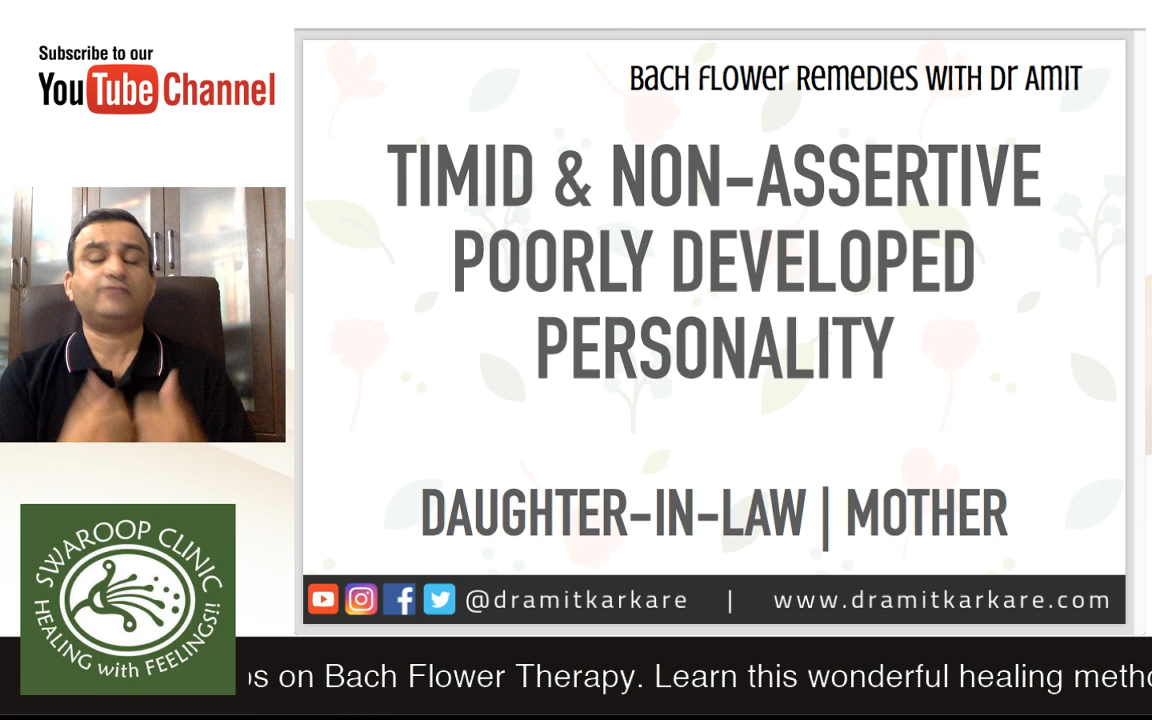 Subscribe to our
YouTube Channel
Bach Flower Remedies with Dr Amit
TIMID & NON-ASSERTIVE
POORLY DEVELOPED
PERSONALITY
DAUGHTER-IN-LAW | MOTHER
@dramitkarkare | www.dramitkarkare.com
SWAROOP CLINIC
HEALING with FEELINGS!!
on Bach Flower Therapy. Learn this wonderful healing